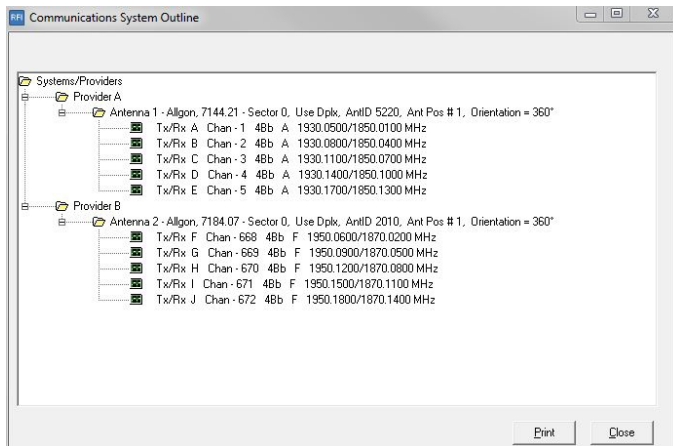 RFI Communications System Outline
Systems/Providers
Provider A
Antenna 1 - Allgon, 7144.21 - Sector 0, Use Dplx, AntID 5220, Ant Pos # 1, Orientation = 360°
Tx/Rx A Chan - 1 4Bb A 1930.0500/1850.0100 MHz
Tx/Rx B Chan - 2 4Bb A 1930.0800/1850.0400 MHz
Tx/Rx C Chan - 3 4Bb A 1930.1100/1850.0700 MHz
Tx/Rx D Chan - 4 4Bb A 1930.1400/1850.1000 MHz
Tx/Rx E Chan - 5 4Bb A 1930.1700/1850.1300 MHz
Provider B
Antenna 2 - Allgon, 7184.07 - Sector 0, Use Dplx, AntID 2010, Ant Pos # 1, Orientation = 360°
Tx/Rx F Chan - 668 4Bb F 1950.0600/1870.0200 MHz
Tx/Rx G Chan - 669 4Bb F 1950.0900/1870.0500 MHz
Tx/Rx H Chan - 670 4Bb F 1950.1200/1870.0800 MHz
Tx/Rx I Chan - 671 4Bb F 1950.1500/1870.1100 MHz
Tx/Rx J Chan - 672 4Bb F 1950.1800/1870.1400 MHz
Print Close